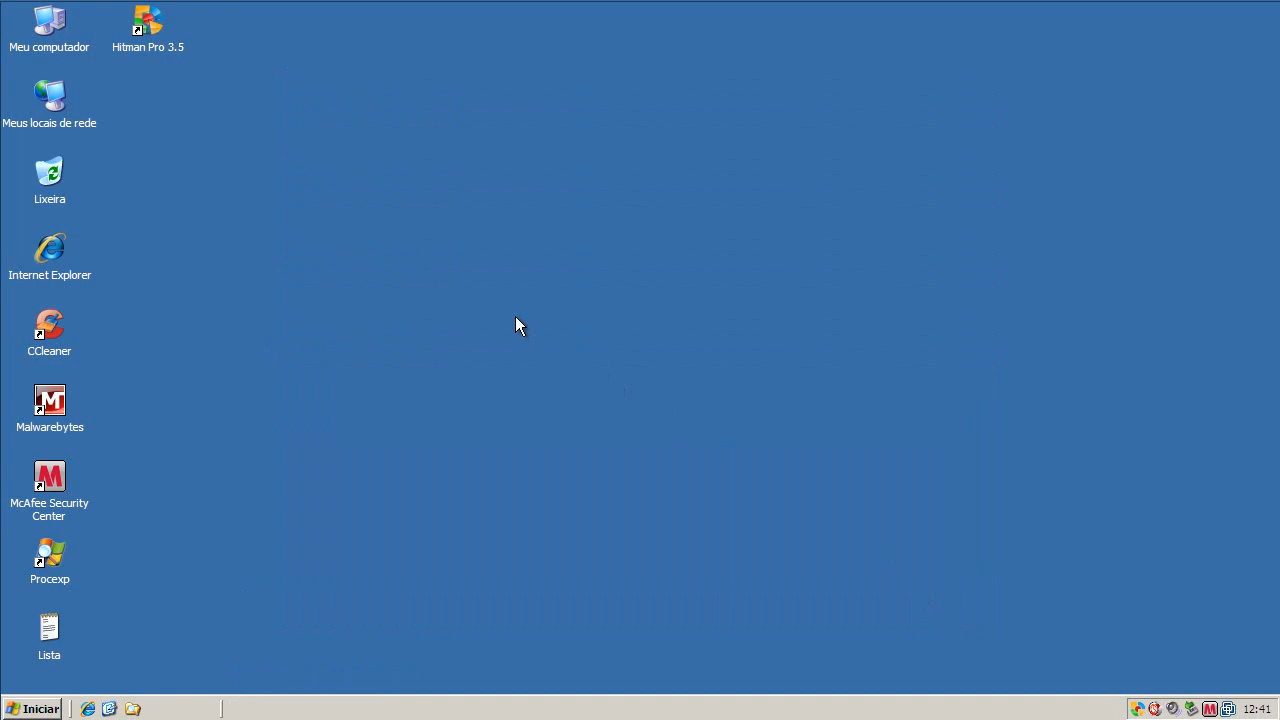 Meu computador
Hitman Pro 3.5
Meus locais de rede
Lixeira
Internet Explorer
CCleaner
Malwarebytes
McAfee Security
Center
Procexp
Lista
Iniciar
12:41